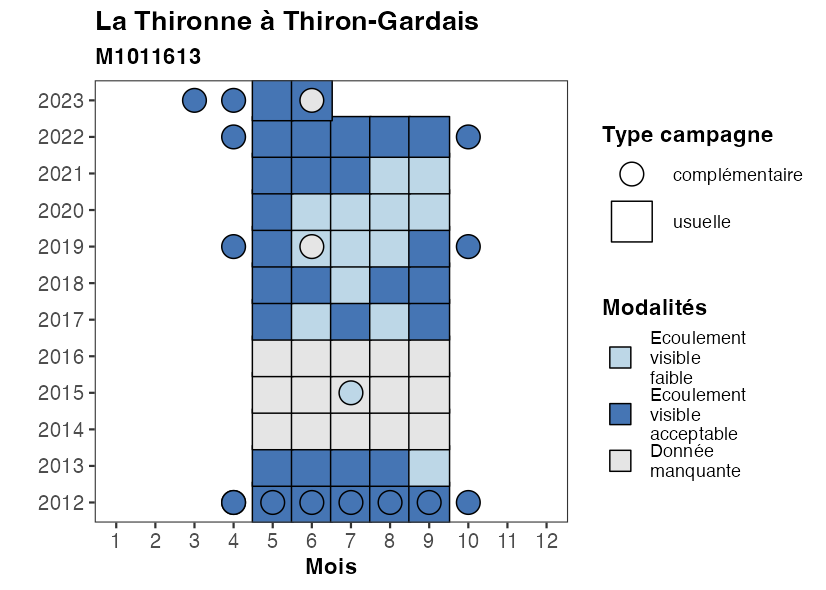 La Thironne à Thiron-Gardais
M1011613
2023
2022
2021
2020
2019
2018
2017
2016
2015
2014
2013
2012
1 2 3 4 5 6 7 8 9 10 11 12
Mois
Type campagne
complémentaire
usuelle
Modalités
Ecoulement
visible
faible
Ecoulement
visible
acceptable
Donnée
manquante